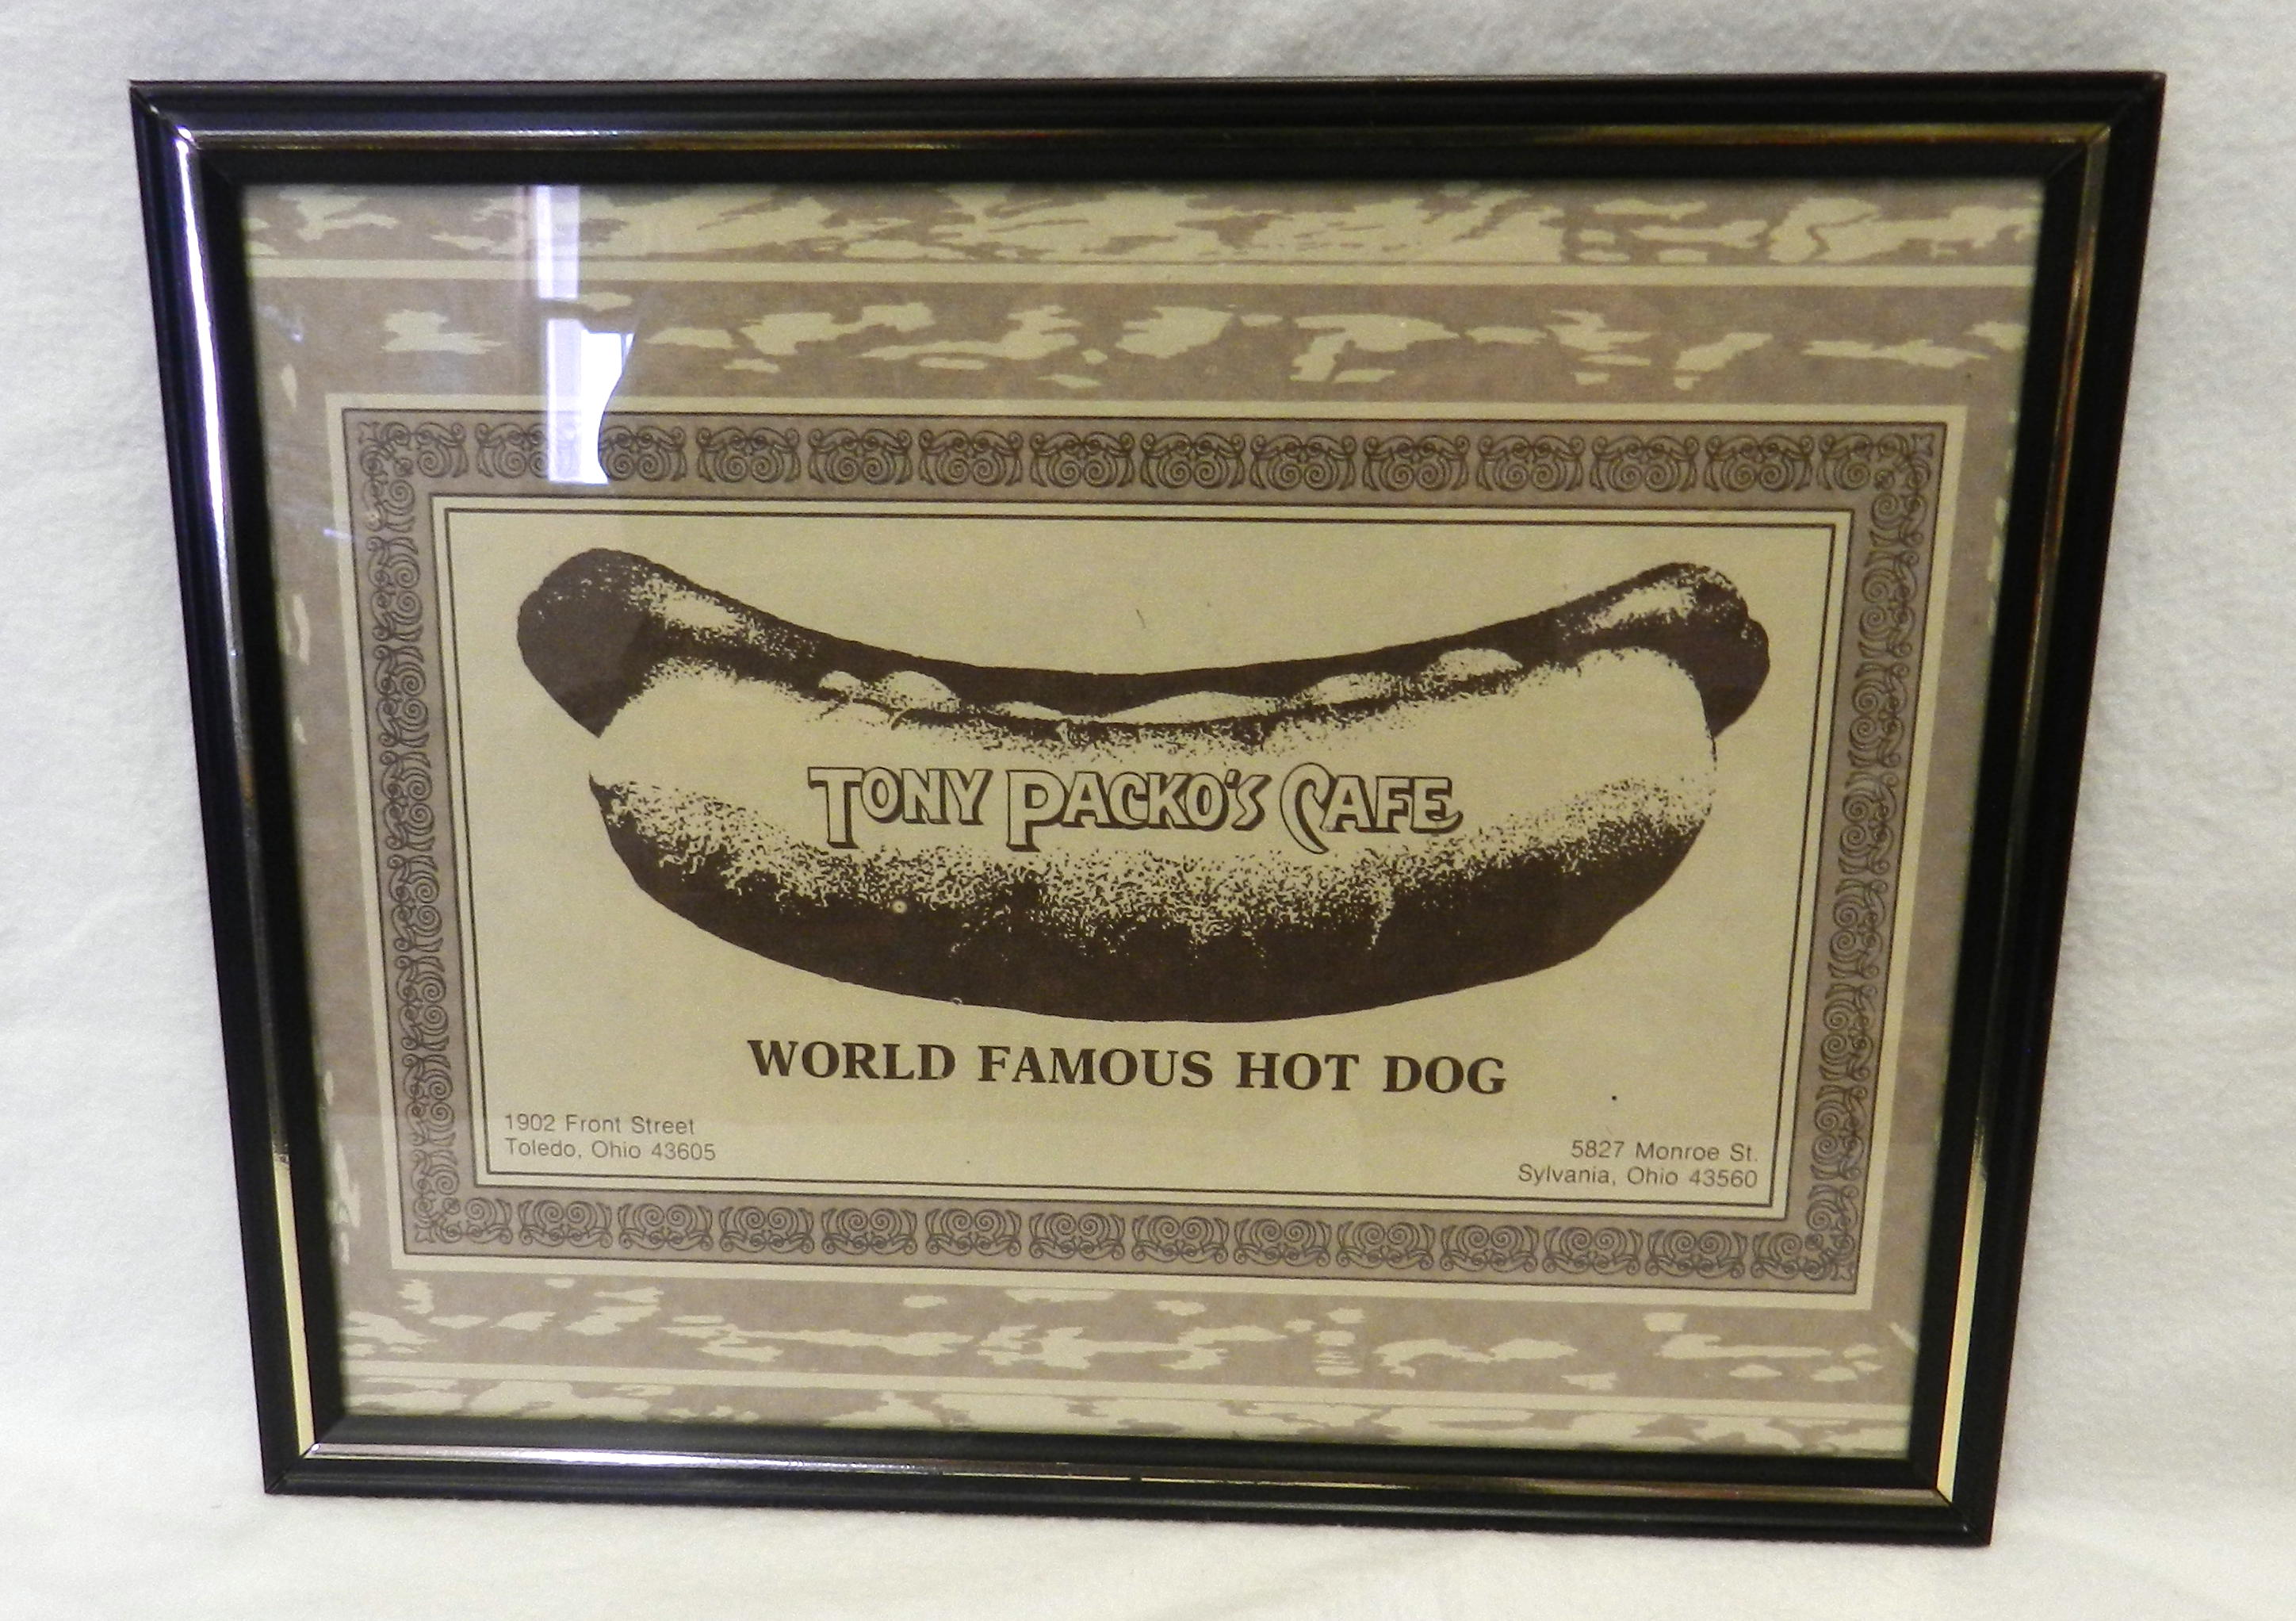 TONY PACKO'S CAFE
WORLD FAMOUS HOT DOG
1902 Front Street
Toledo, Ohio 43605
5827 Monroe St.
Sylvania, Ohio 43560